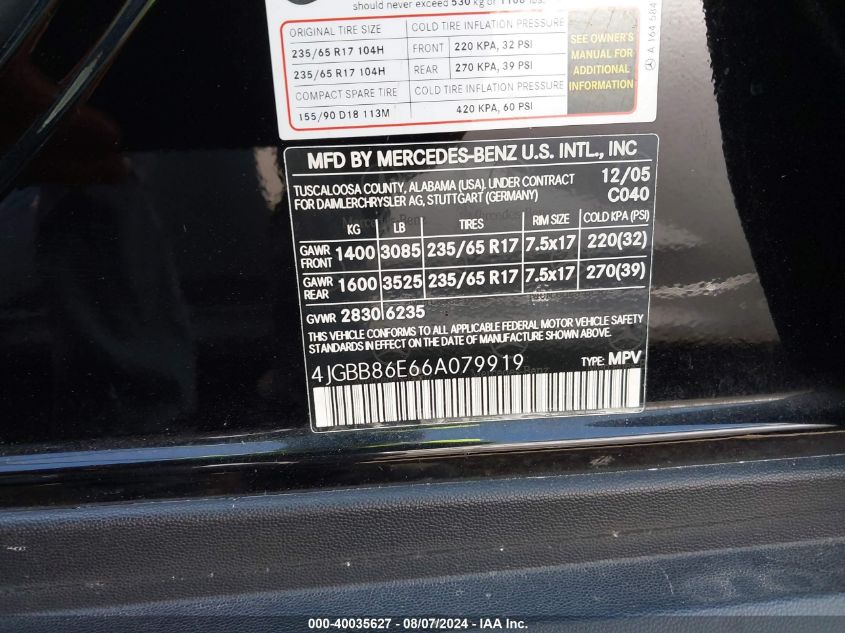 should never exceed 530 kg or 1168 lbs.
ORIGINAL TIRE SIZE COLD TIRE INFLATION PRESSURE
235/65 R17 104H FRONT 220 KPA, 32 PSI
235/65 R17 104H REAR 270 KPA, 39 PSI
COMPACT SPARE TIRE COLD TIRE INFLATION PRESSURE
155/90 D18 113M 420 KPA, 60 PSI
SEE OWNER'S
MANUAL FOR
ADDITIONAL
INFORMATION
A 164 584
MFD BY MERCEDES-BENZ U.S. INTL., INC
TUSCALOOSA COUNTY, ALABAMA (USA). UNDER CONTRACT 12/05
FOR DAIMLERCHRYSLER AG, STUTTGART (GERMANY) C040
KG LB TIRES RIM SIZE COLD KPA (PSI)
GAWR FRONT 1400 3085 235/65 R17 7.5x17 220(32)
GAWR REAR 1600 3525 235/65 R17 7.5x17 270(39)
GVWR 2830 6235
THIS VEHICLE CONFORMS TO ALL APPLICABLE FEDERAL MOTOR VEHICLE SAFETY
STANDARDS IN EFFECT ON THE DATE OF MANUFACTURE SHOWN ABOVE.
4JGBB86E66A079919 TYPE: MPV
000-40035627 - 08/07/2024 - IAA Inc.